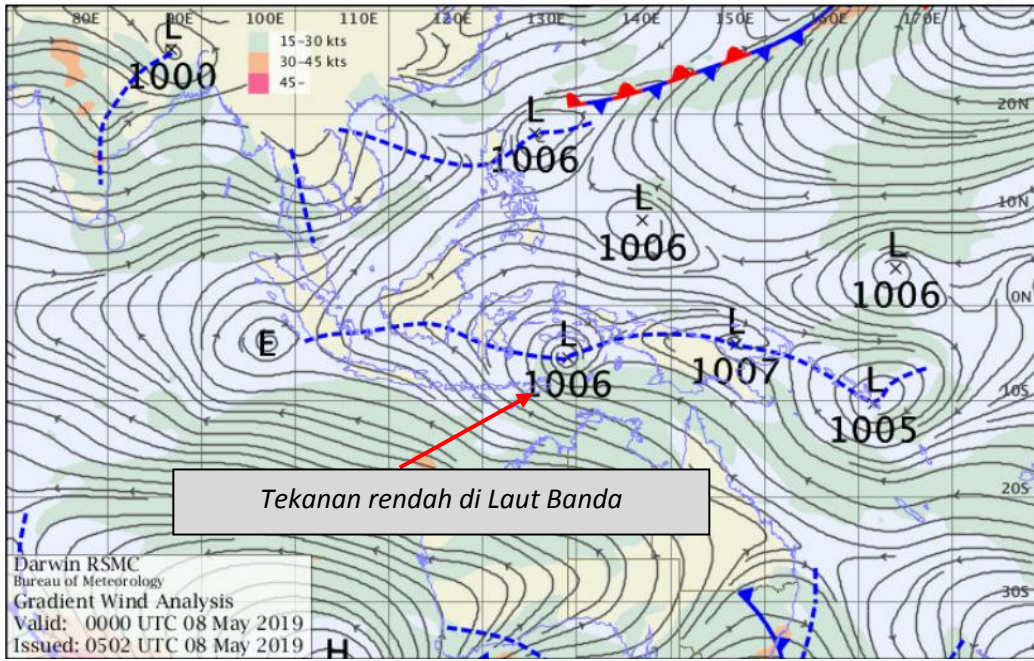 80E 90E 100E 110E 120E 130E 140E 150E 160E 170E
L
1000
15-30 kts
30-45 kts
45-
20N
L
1006
10N
L
1006
L
1006
0N
E
L
1006
L
1007
L
1005
10S
Tekanan rendah di Laut Banda
20S
30S
H
Darwin RSMC
Bureau of Meteorology
Gradient Wind Analysis
Valid: 0000 UTC 08 May 2019
Issued: 0502 UTC 08 May 2019